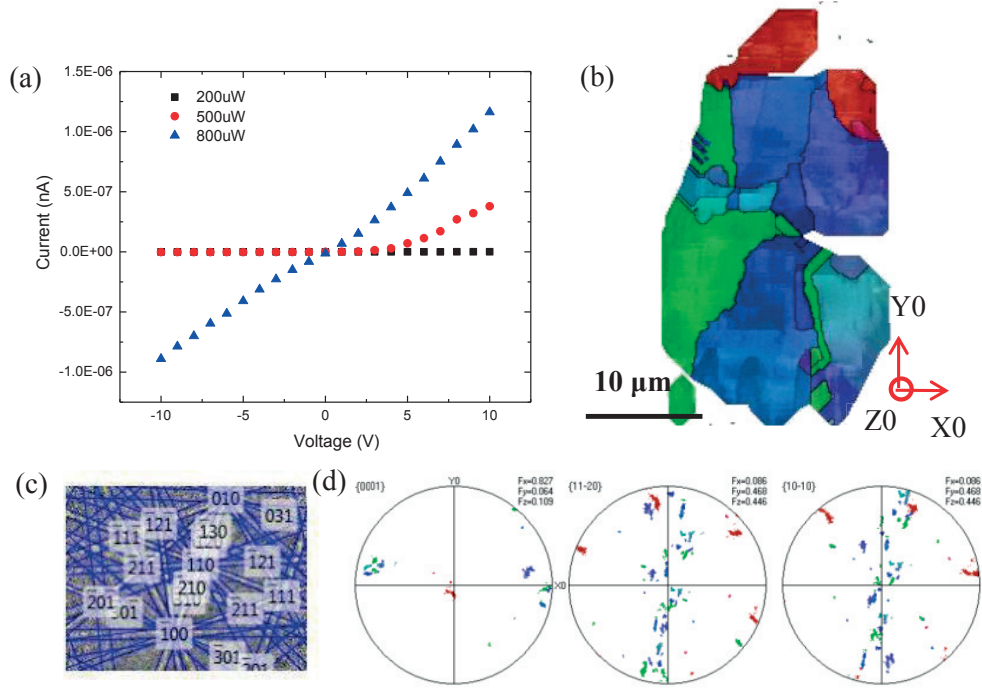 (a)
1.5E-06
1.0E-06
5.0E-07
0.0E+00
-5.0E-07
-1.0E-06
Current (nA)
200uW
500uW
800uW
-10 -5 0 5 10
Voltage (V)
(b)
10 µm
Y0
Z0
X0
(c)
010
031
121
111
130
211
110
121
210
201
301
211
111
100
301
(d)
{0001}
Y0
Fx=0.827
Fy=0.064
Fz=0.109
X0
{11-20}
Fx=0.086
Fy=0.468
Fz=0.446
{10-10}
Fx=0.086
Fy=0.468
Fz=0.446